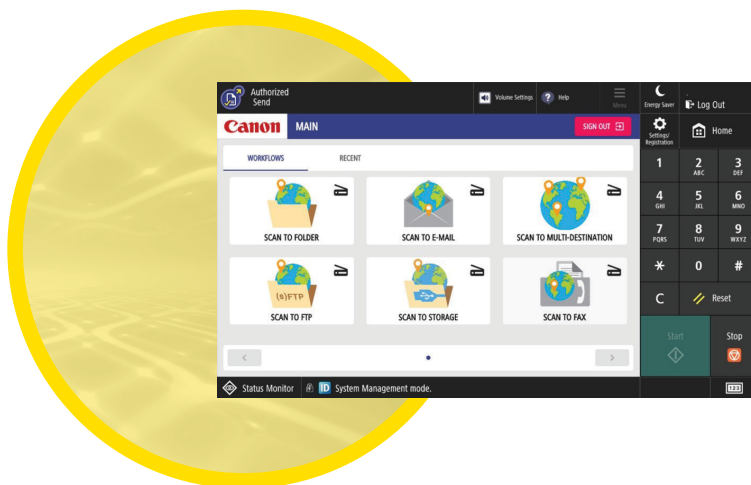 Authorized
Send
Volume Settings
? Help
Menu
Energy Saver
Log Out
Canon
MAIN
SIGN OUT
Settings/
Registration
Home
WORKFLOWS
RECENT
1
2
ABC
3
DEF
SCAN TO FOLDER
SCAN TO E-MAIL
SCAN TO MULTI-DESTINATION
4
GHI
5
JKL
6
MNO
7
PQRS
8
TUV
9
WXYZ
(s)FTP
SCAN TO FTP
SCAN TO STORAGE
SCAN TO FAX
*
0
#
C
Reset
Start
Stop
<
>
Status Monitor
ID System Management mode.
123